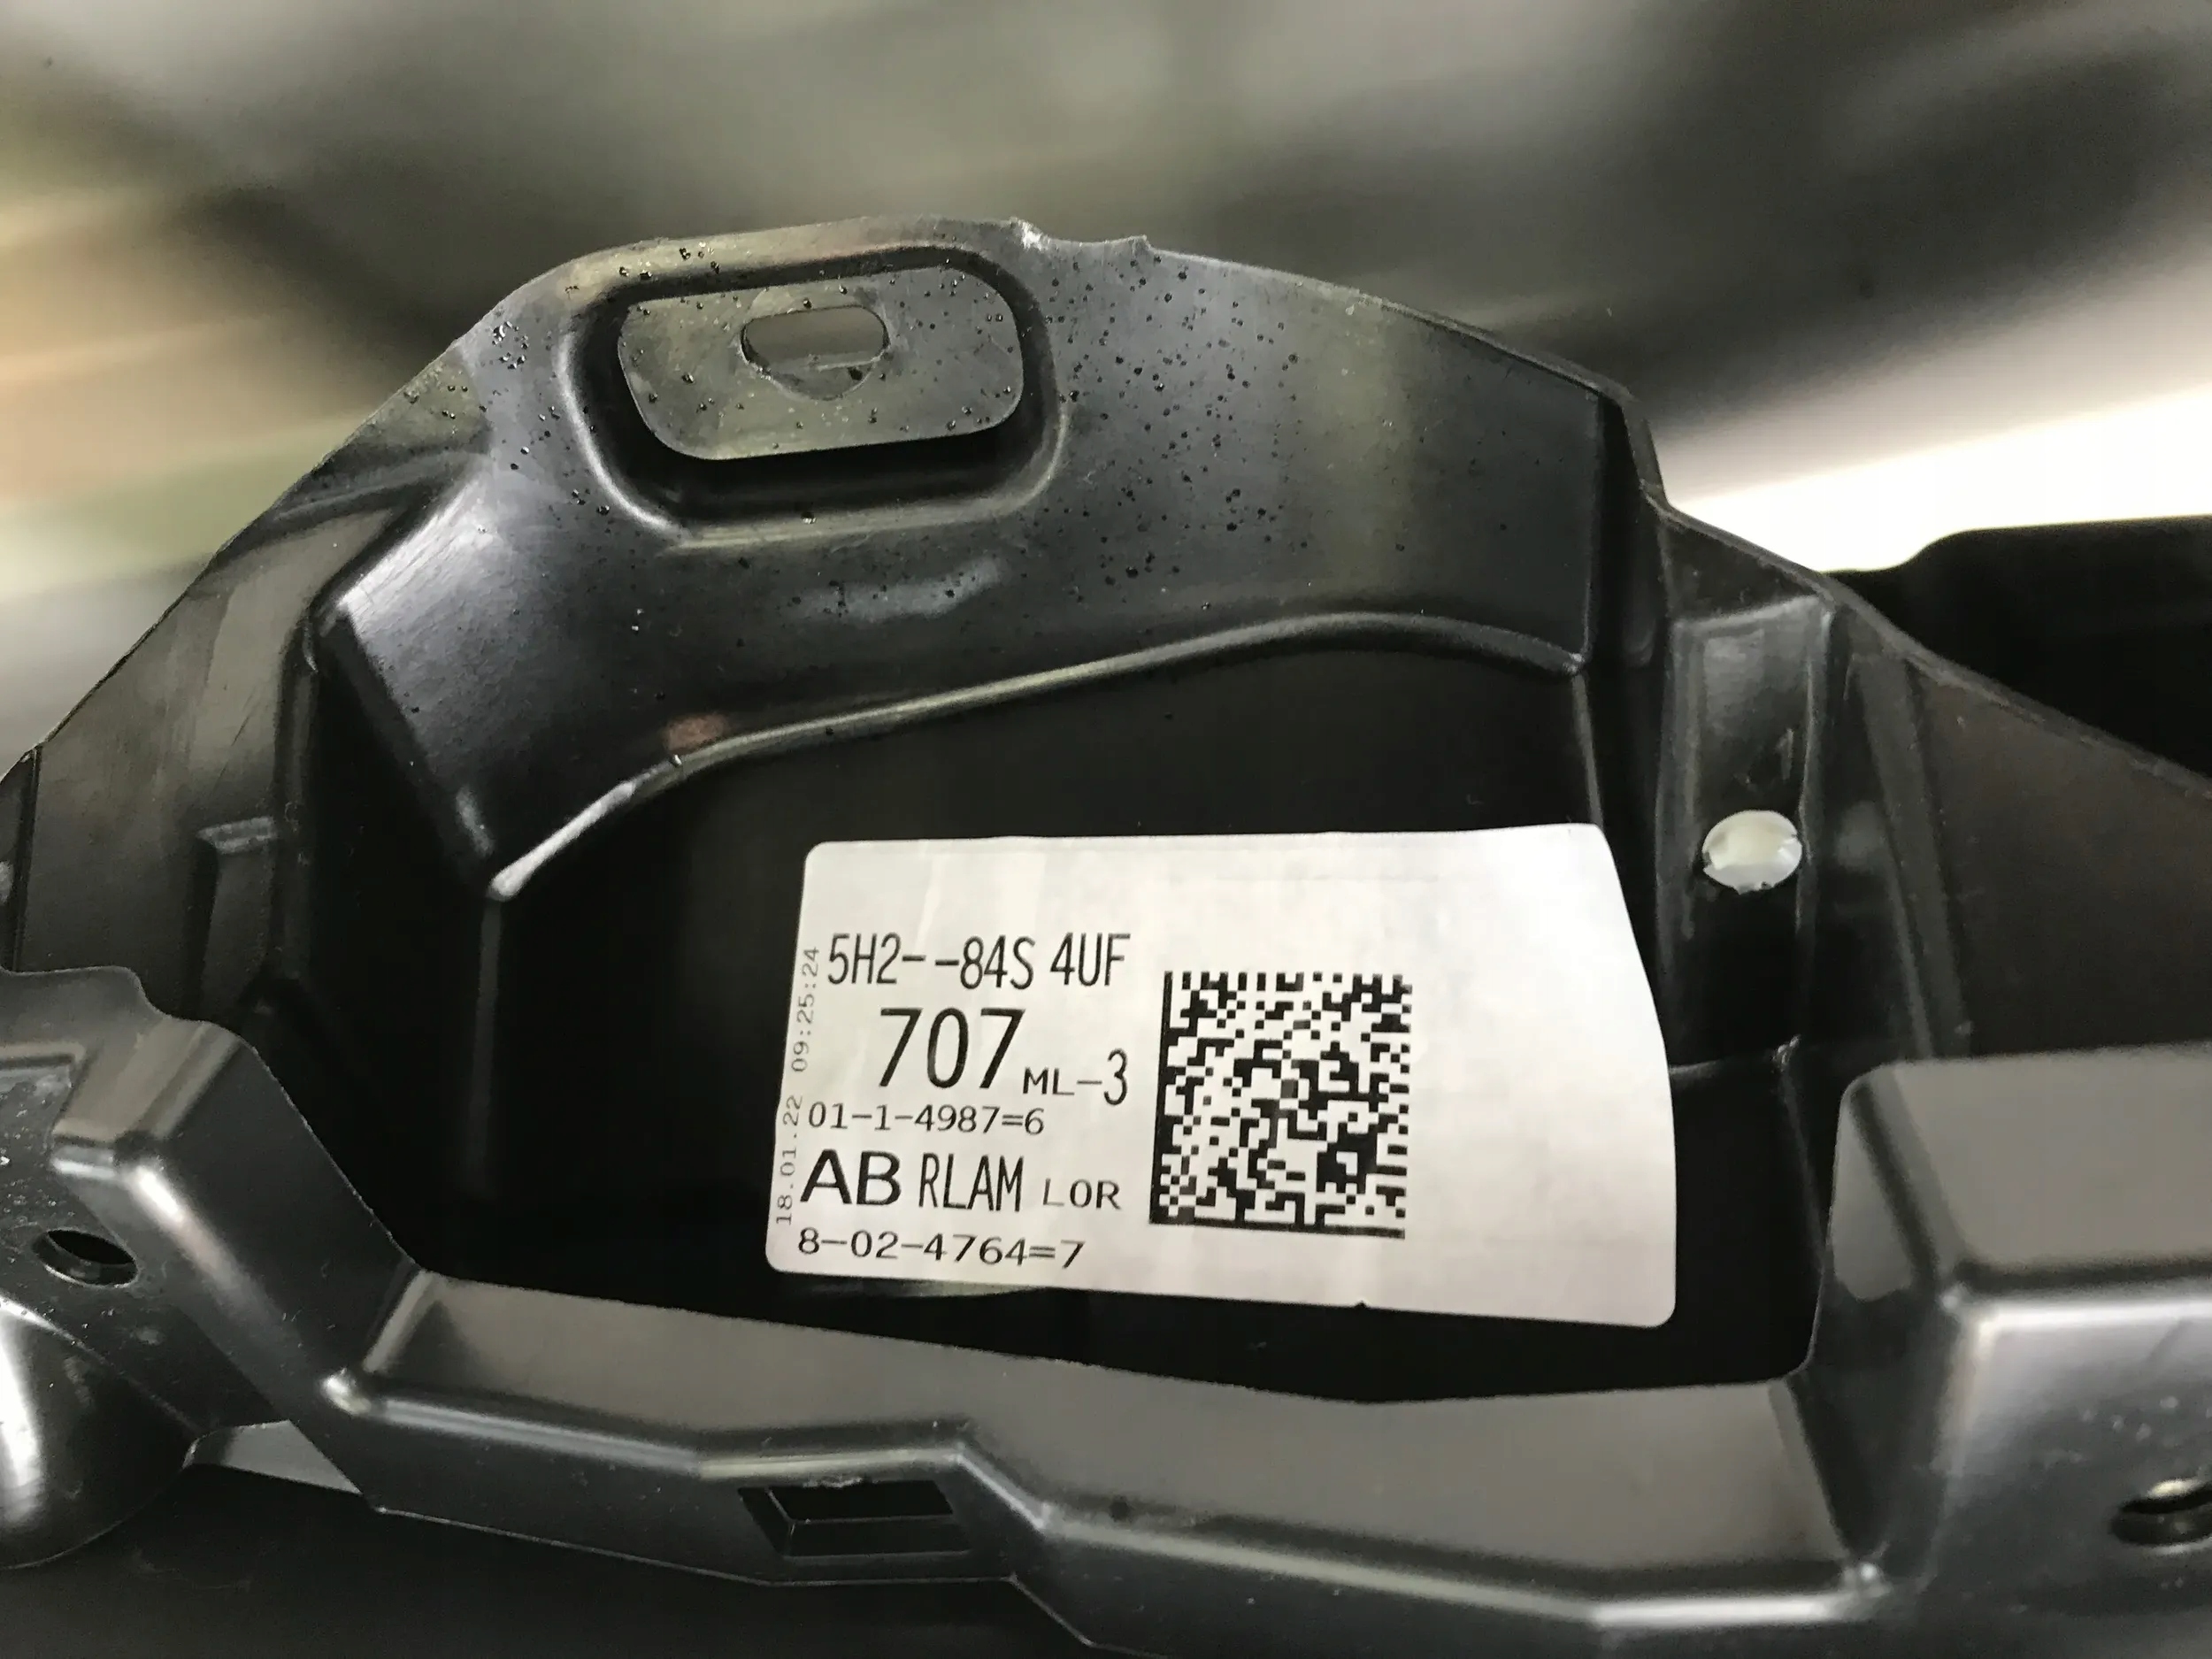 5H2--84S 4UF
707 ML-3
01-1-4987=6
AB RLAM LOR
8-02-4764=7
18.01.22 09:25:24